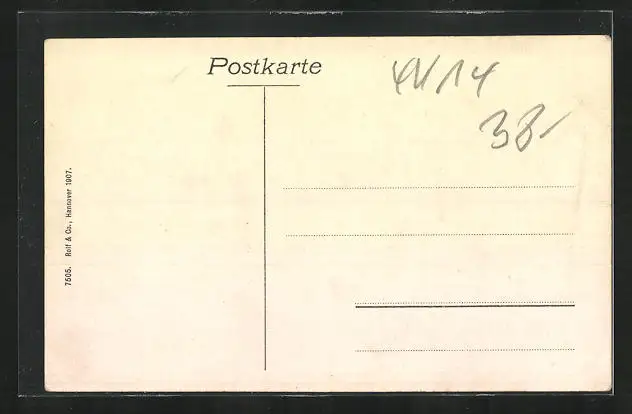 Postkarte
38-
7505. Rolf & Co., Hannover 1907.